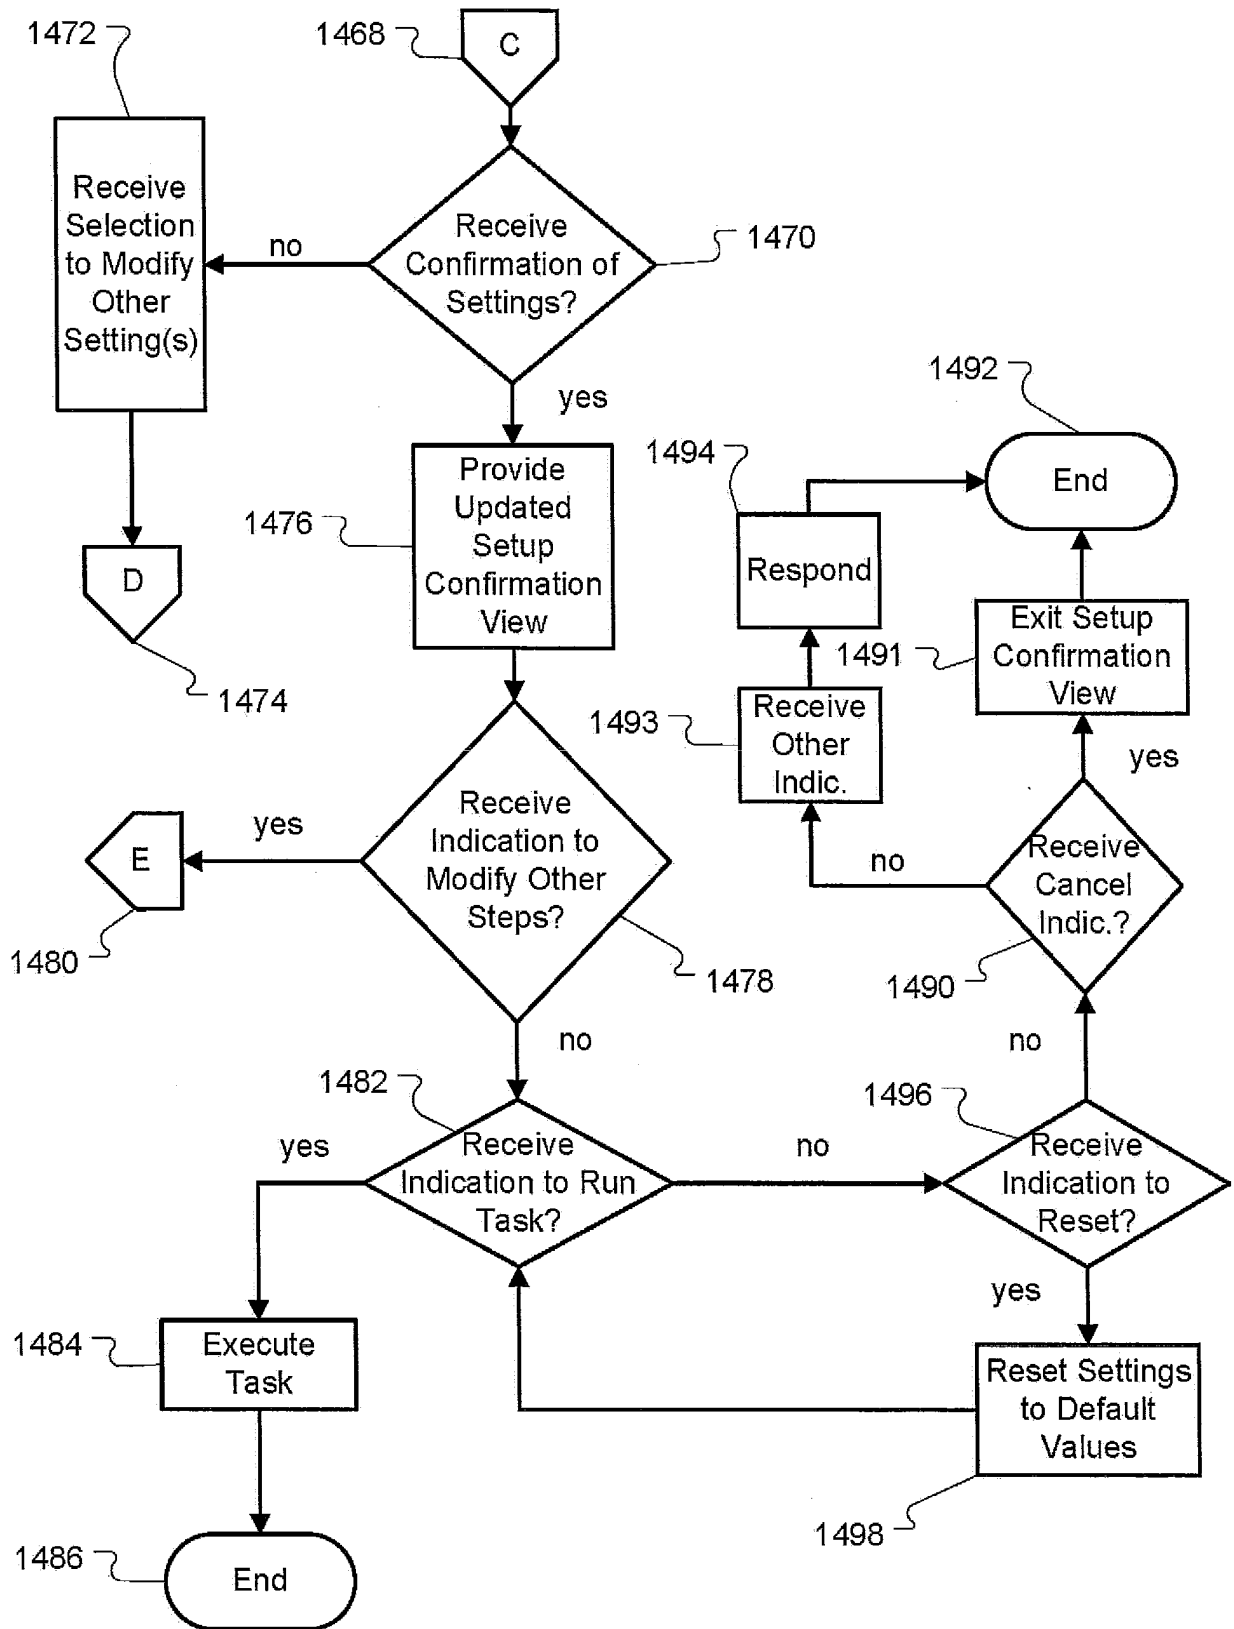 1472
1468
C
Receive
Selection
to Modify
Other
Setting(s)
no
Receive
Confirmation of
Settings?
1470
yes
D
1474
1476
Provide
Updated
Setup
Confirmation
View
1492
End
1494
Respond
1491
Exit Setup
Confirmation
View
1493
Receive
Other
Indic.
yes
E
yes
1480
Receive
Indication to
Modify Other
Steps?
1478
no
Receive
Cancel
Indic.?
1490
no
no
1482
yes
Receive
Indication to Run
Task?
no
1496
Receive
Indication to
Reset?
yes
1484
Execute
Task
Reset Settings
to Default
Values
1498
1486
End